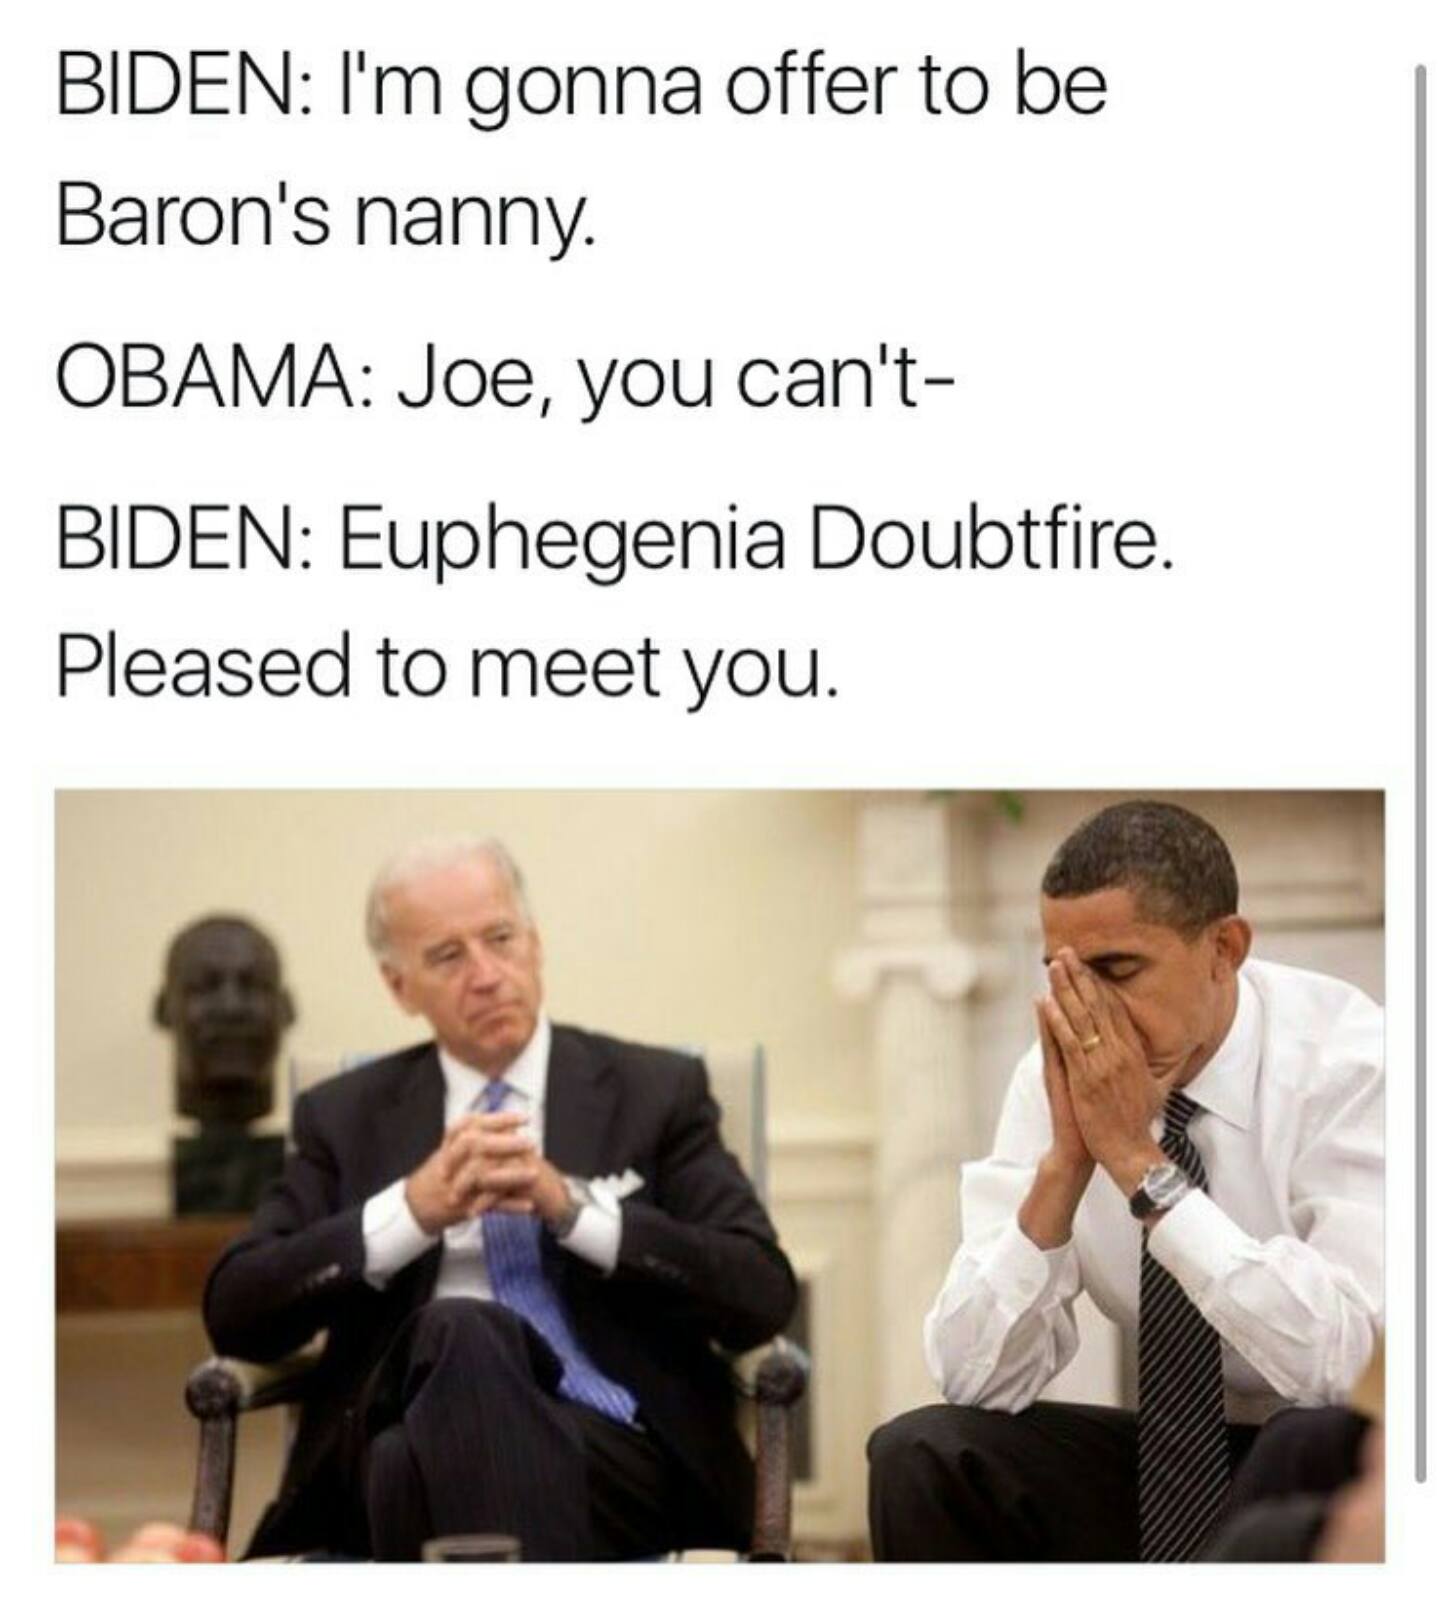 BIDEN: I'm gonna offer to be
Baron's nanny.
OBAMA: Joe, you can't-
BIDEN: Euphegenia Doubtfire.
Pleased to meet you.